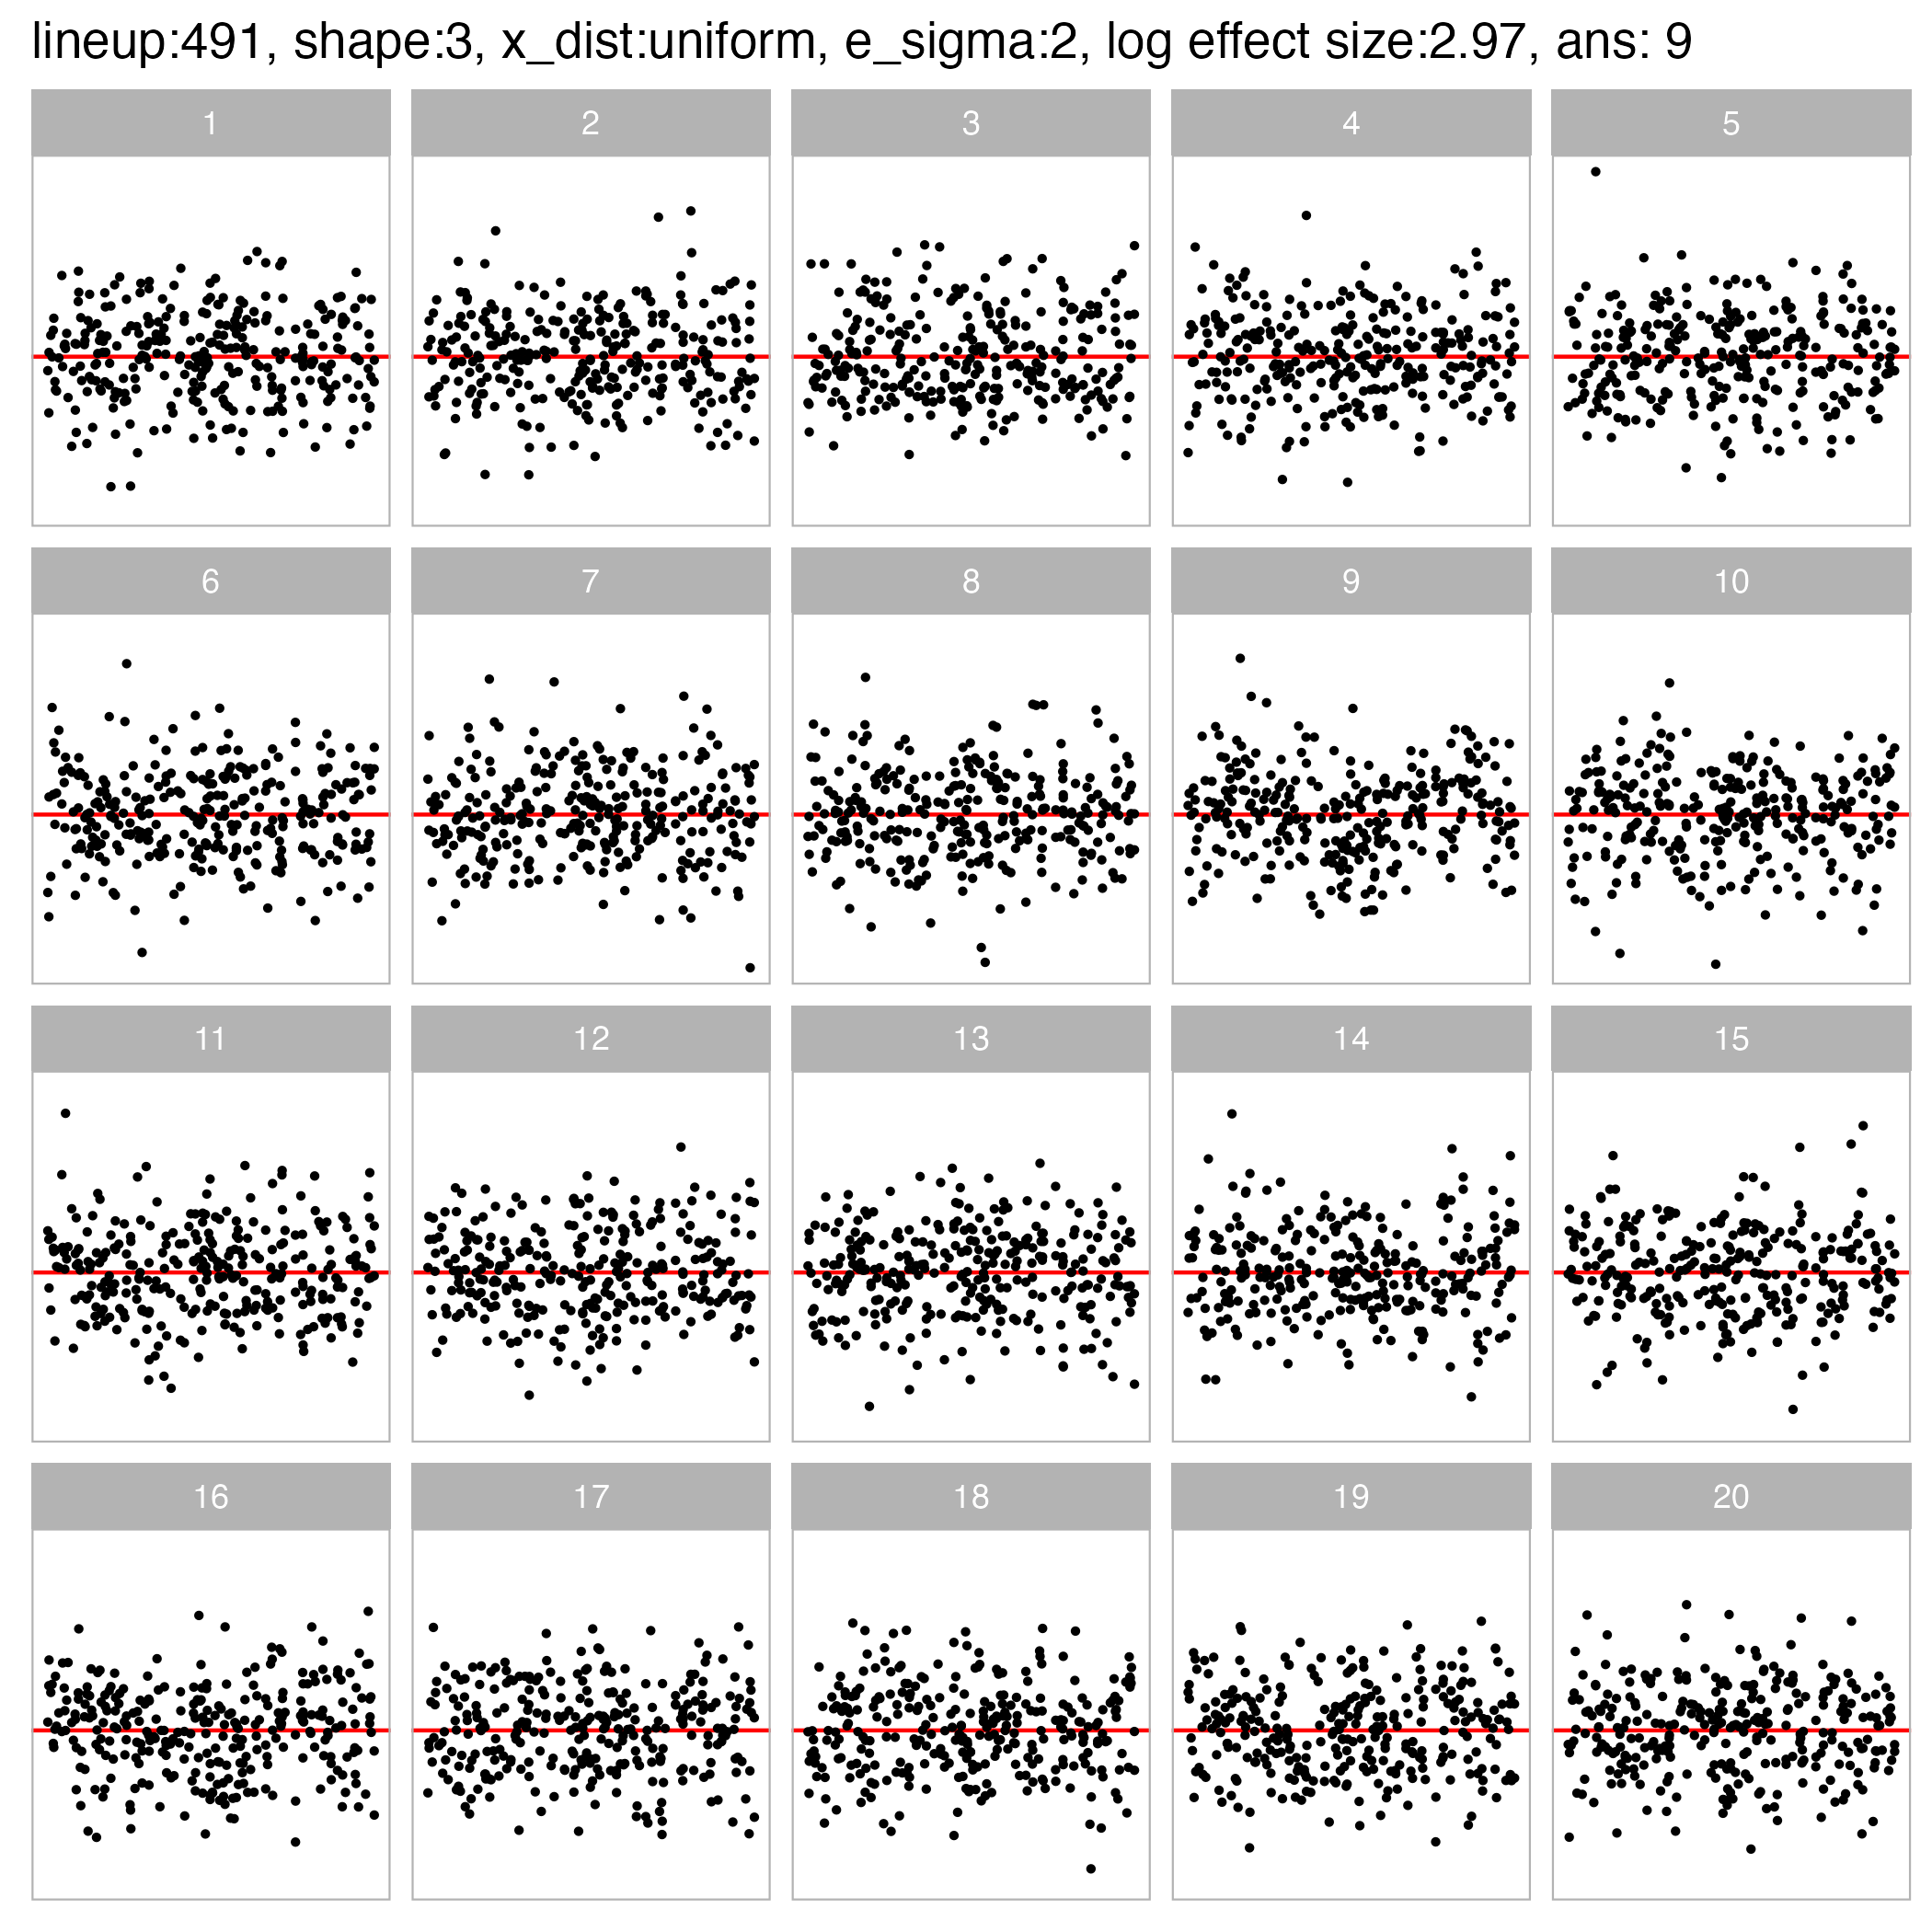 lineup:491, shape:3, x_dist:uniform, e_sigma:2, log effect size:2.97, ans: 9
1 2 3 4 5
6 7 8 9 10
11 12 13 14 15
16 17 18 19 20